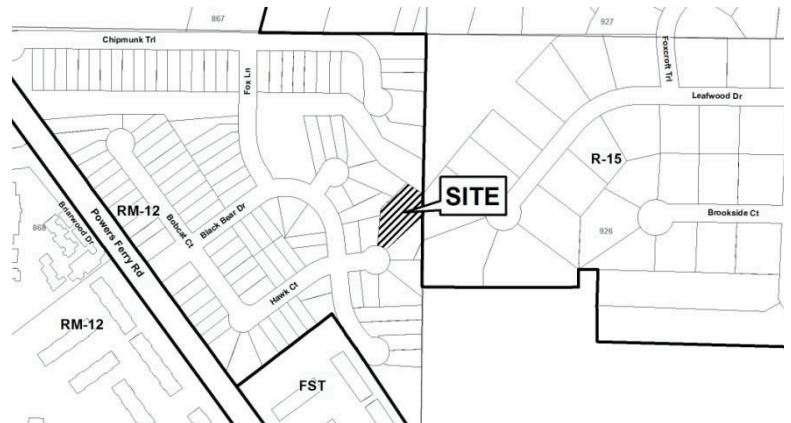 867
927
Chipmunk Trl
Fox Ln
Foxcroft Trl
Leafwood Dr
R-15
SITE
RM-12
Black Bear Dr
Bobcat Ct
Briarwood Dr
Powers Ferry Rd
868
Brookside Ct
926
Hawk Ct
RM-12
FST